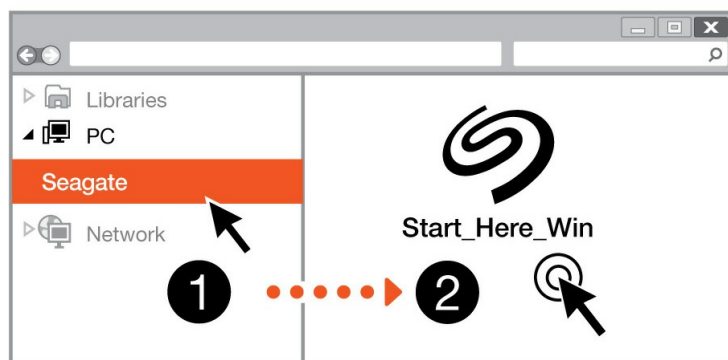 Libraries
PC
Seagate
Network
Start_Here_Win
1
2